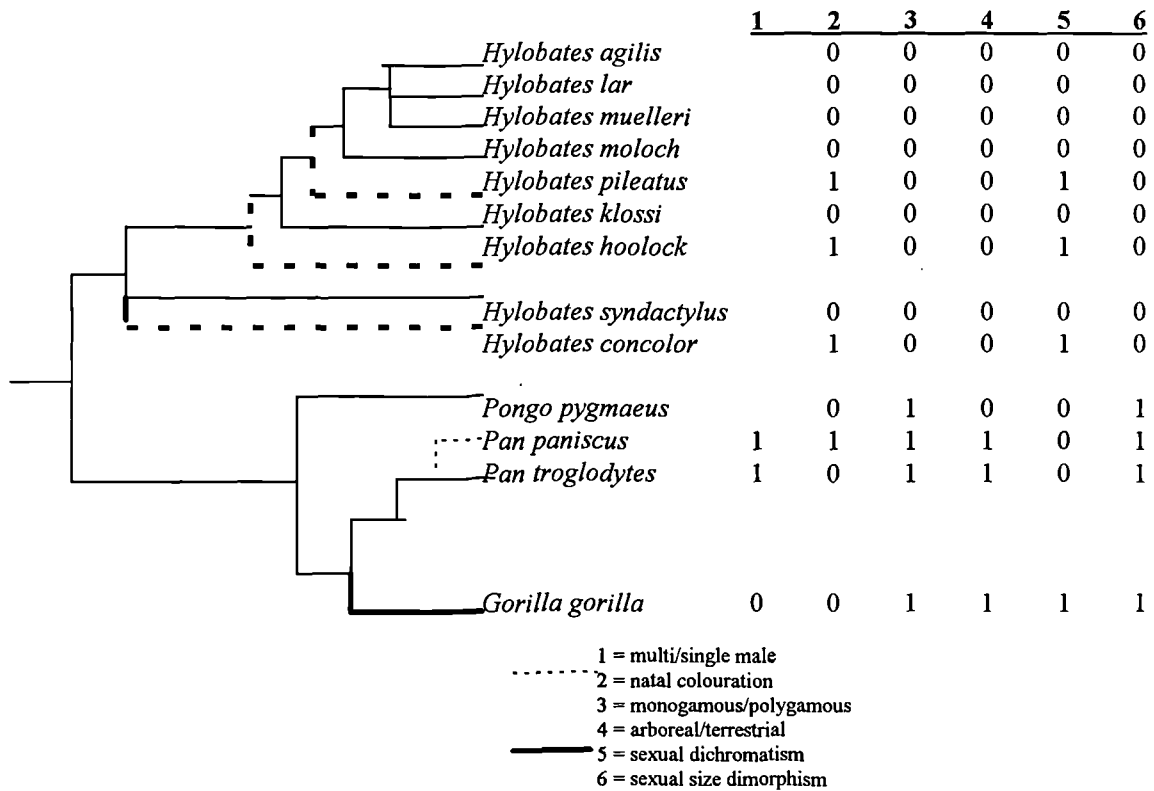 1 2 3 4 5 6
Hylobates agilis 0 0 0 0 0
Hylobates lar 0 0 0 0 0
Hylobates muelleri 0 0 0 0 0
Hylobates moloch 0 0 0 0 0
Hylobates pileatus 1 0 0 1 0
Hylobates klossi 0 0 0 0 0
Hylobates hoolock 1 0 0 1 0
Hylobates syndactylus 0 0 0 0 0
Hylobates concolor 1 0 0 1 0
Pongo pygmaeus 0 1 0 0 1
Pan paniscus 1 1 1 1 0 1
Pan troglodytes 1 0 1 1 0 1
Gorilla gorilla 0 0 1 1 1 1
1 = multi/single male
2 = natal colouration
3 = monogamous/polygamous
4 = arboreal/terrestrial
5 = sexual dichromatism
6 = sexual size dimorphism